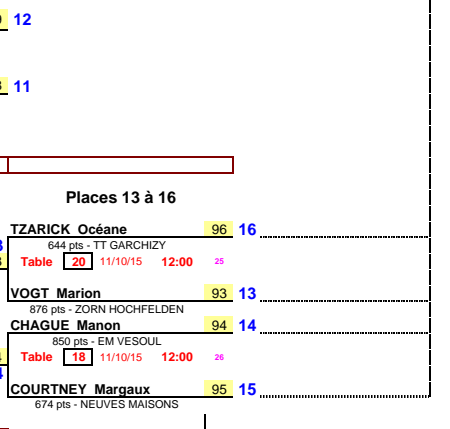 12
11
Places 13 à 16
TZARICK Océane 96 16
644 pts - TT GARCHIZY
Table 20 11/10/15 12:00 25
VOGT Marion 93 13
876 pts - ZORN HOCHFELDEN
CHAGUE Manon 94 14
850 pts - EM VESOUL
Table 18 11/10/15 12:00 26
COURTNEY Margaux 95 15
674 pts - NEUVES MAISONS